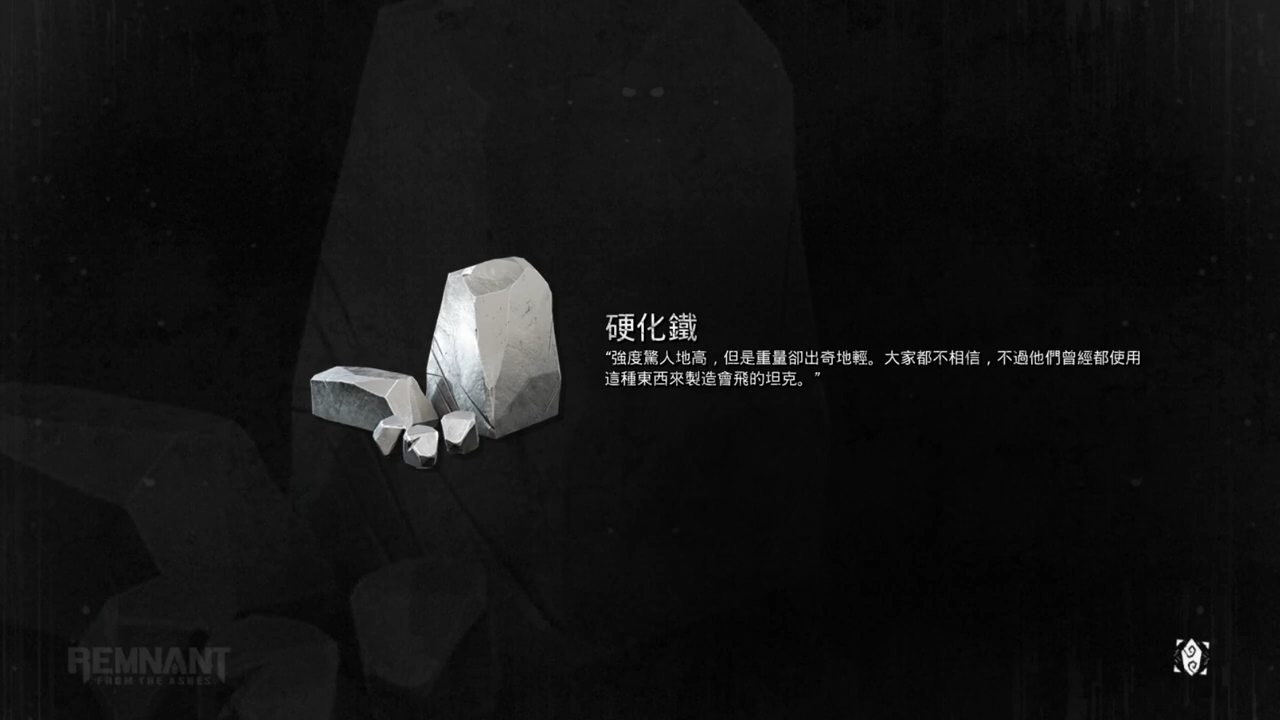 硬化鐵
“強度驚人地高，但是重量卻出奇地輕。大家都不相信，不過他們曾經都使用
這種東西來製造會飛的坦克。”
REMNANT
FROM THE ASHES